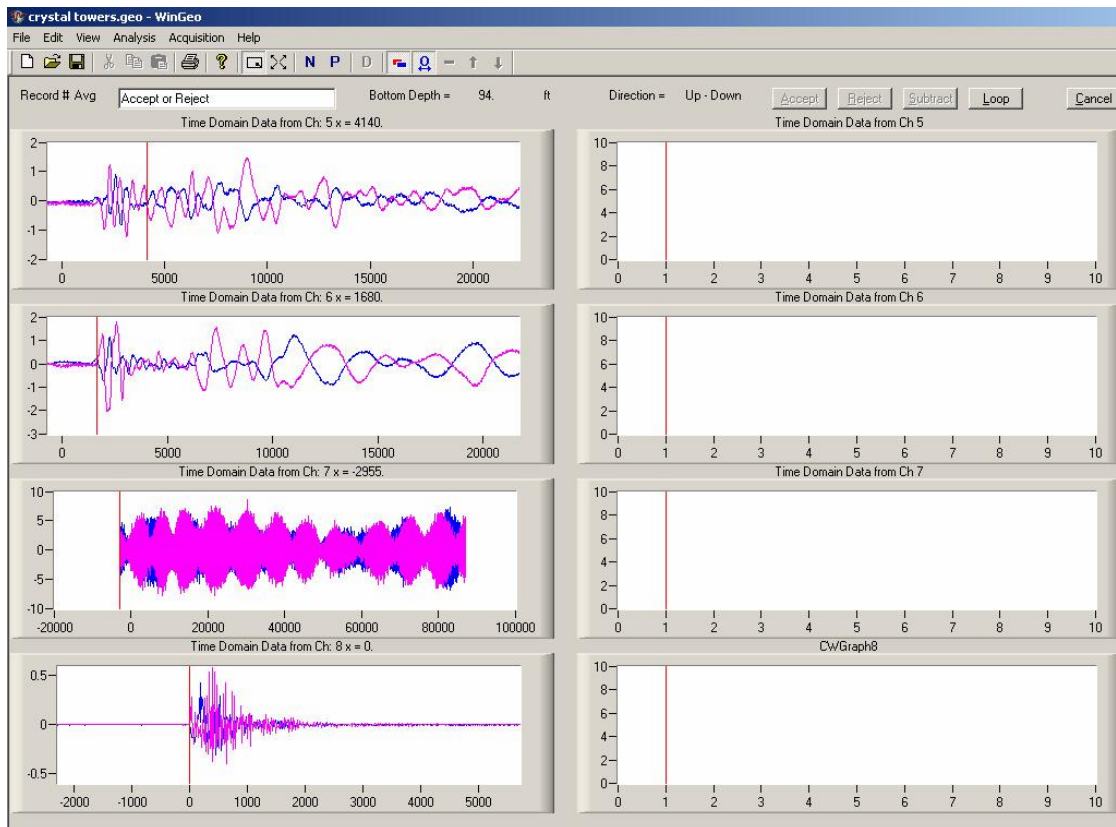 crystal towers.geo - WinGeo
File Edit View Analysis Acquisition Help
N P D
Record # Avg Accept or Reject Bottom Depth = 94. ft Direction = Up - Down Accept Reject Subtract Loop Cancel
Time Domain Data from Ch: 5 x = 4140.
2
1
0
-1
-2
0 5000 10000 15000 20000
Time Domain Data from Ch 5
10
8
6
4
2
0
0 1 2 3 4 5 6 7 8 9 10
Time Domain Data from Ch: 6 x = 1680.
2
1
0
-1
-2
-3
0 5000 10000 15000 20000
Time Domain Data from Ch 6
10
8
6
4
2
0
0 1 2 3 4 5 6 7 8 9 10
Time Domain Data from Ch: 7 x = -2955.
10
5
0
-5
-10
-20000 0 20000 40000 60000 80000 100000
Time Domain Data from Ch 7
10
8
6
4
2
0
0 1 2 3 4 5 6 7 8 9 10
Time Domain Data from Ch: 8 x = 0.
0.5
0
-0.5
-2000 -1000 0 1000 2000 3000 4000 5000
CWGraph8
10
8
6
4
2
0
0 1 2 3 4 5 6 7 8 9 10